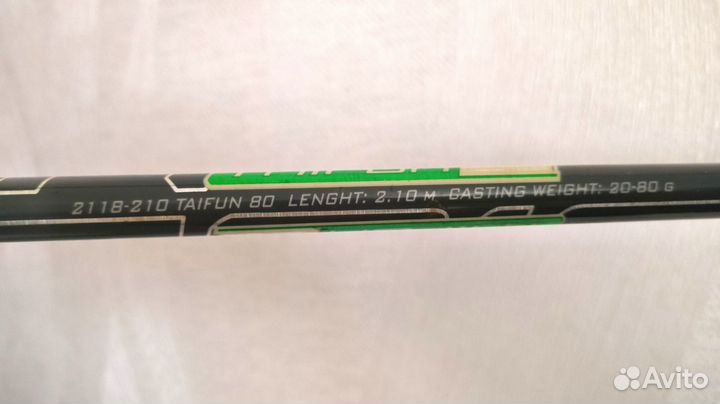 2118-210 TAIFUN 80 LENGHT: 2.10 M CASTING WEIGHT: 20-80 G
Avito